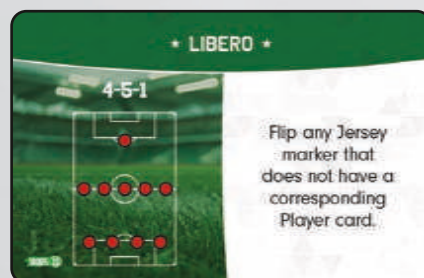 ★ LIBERO ★
4-5-1
Flip any Jersey
marker that
does not have a
corresponding
Player card.